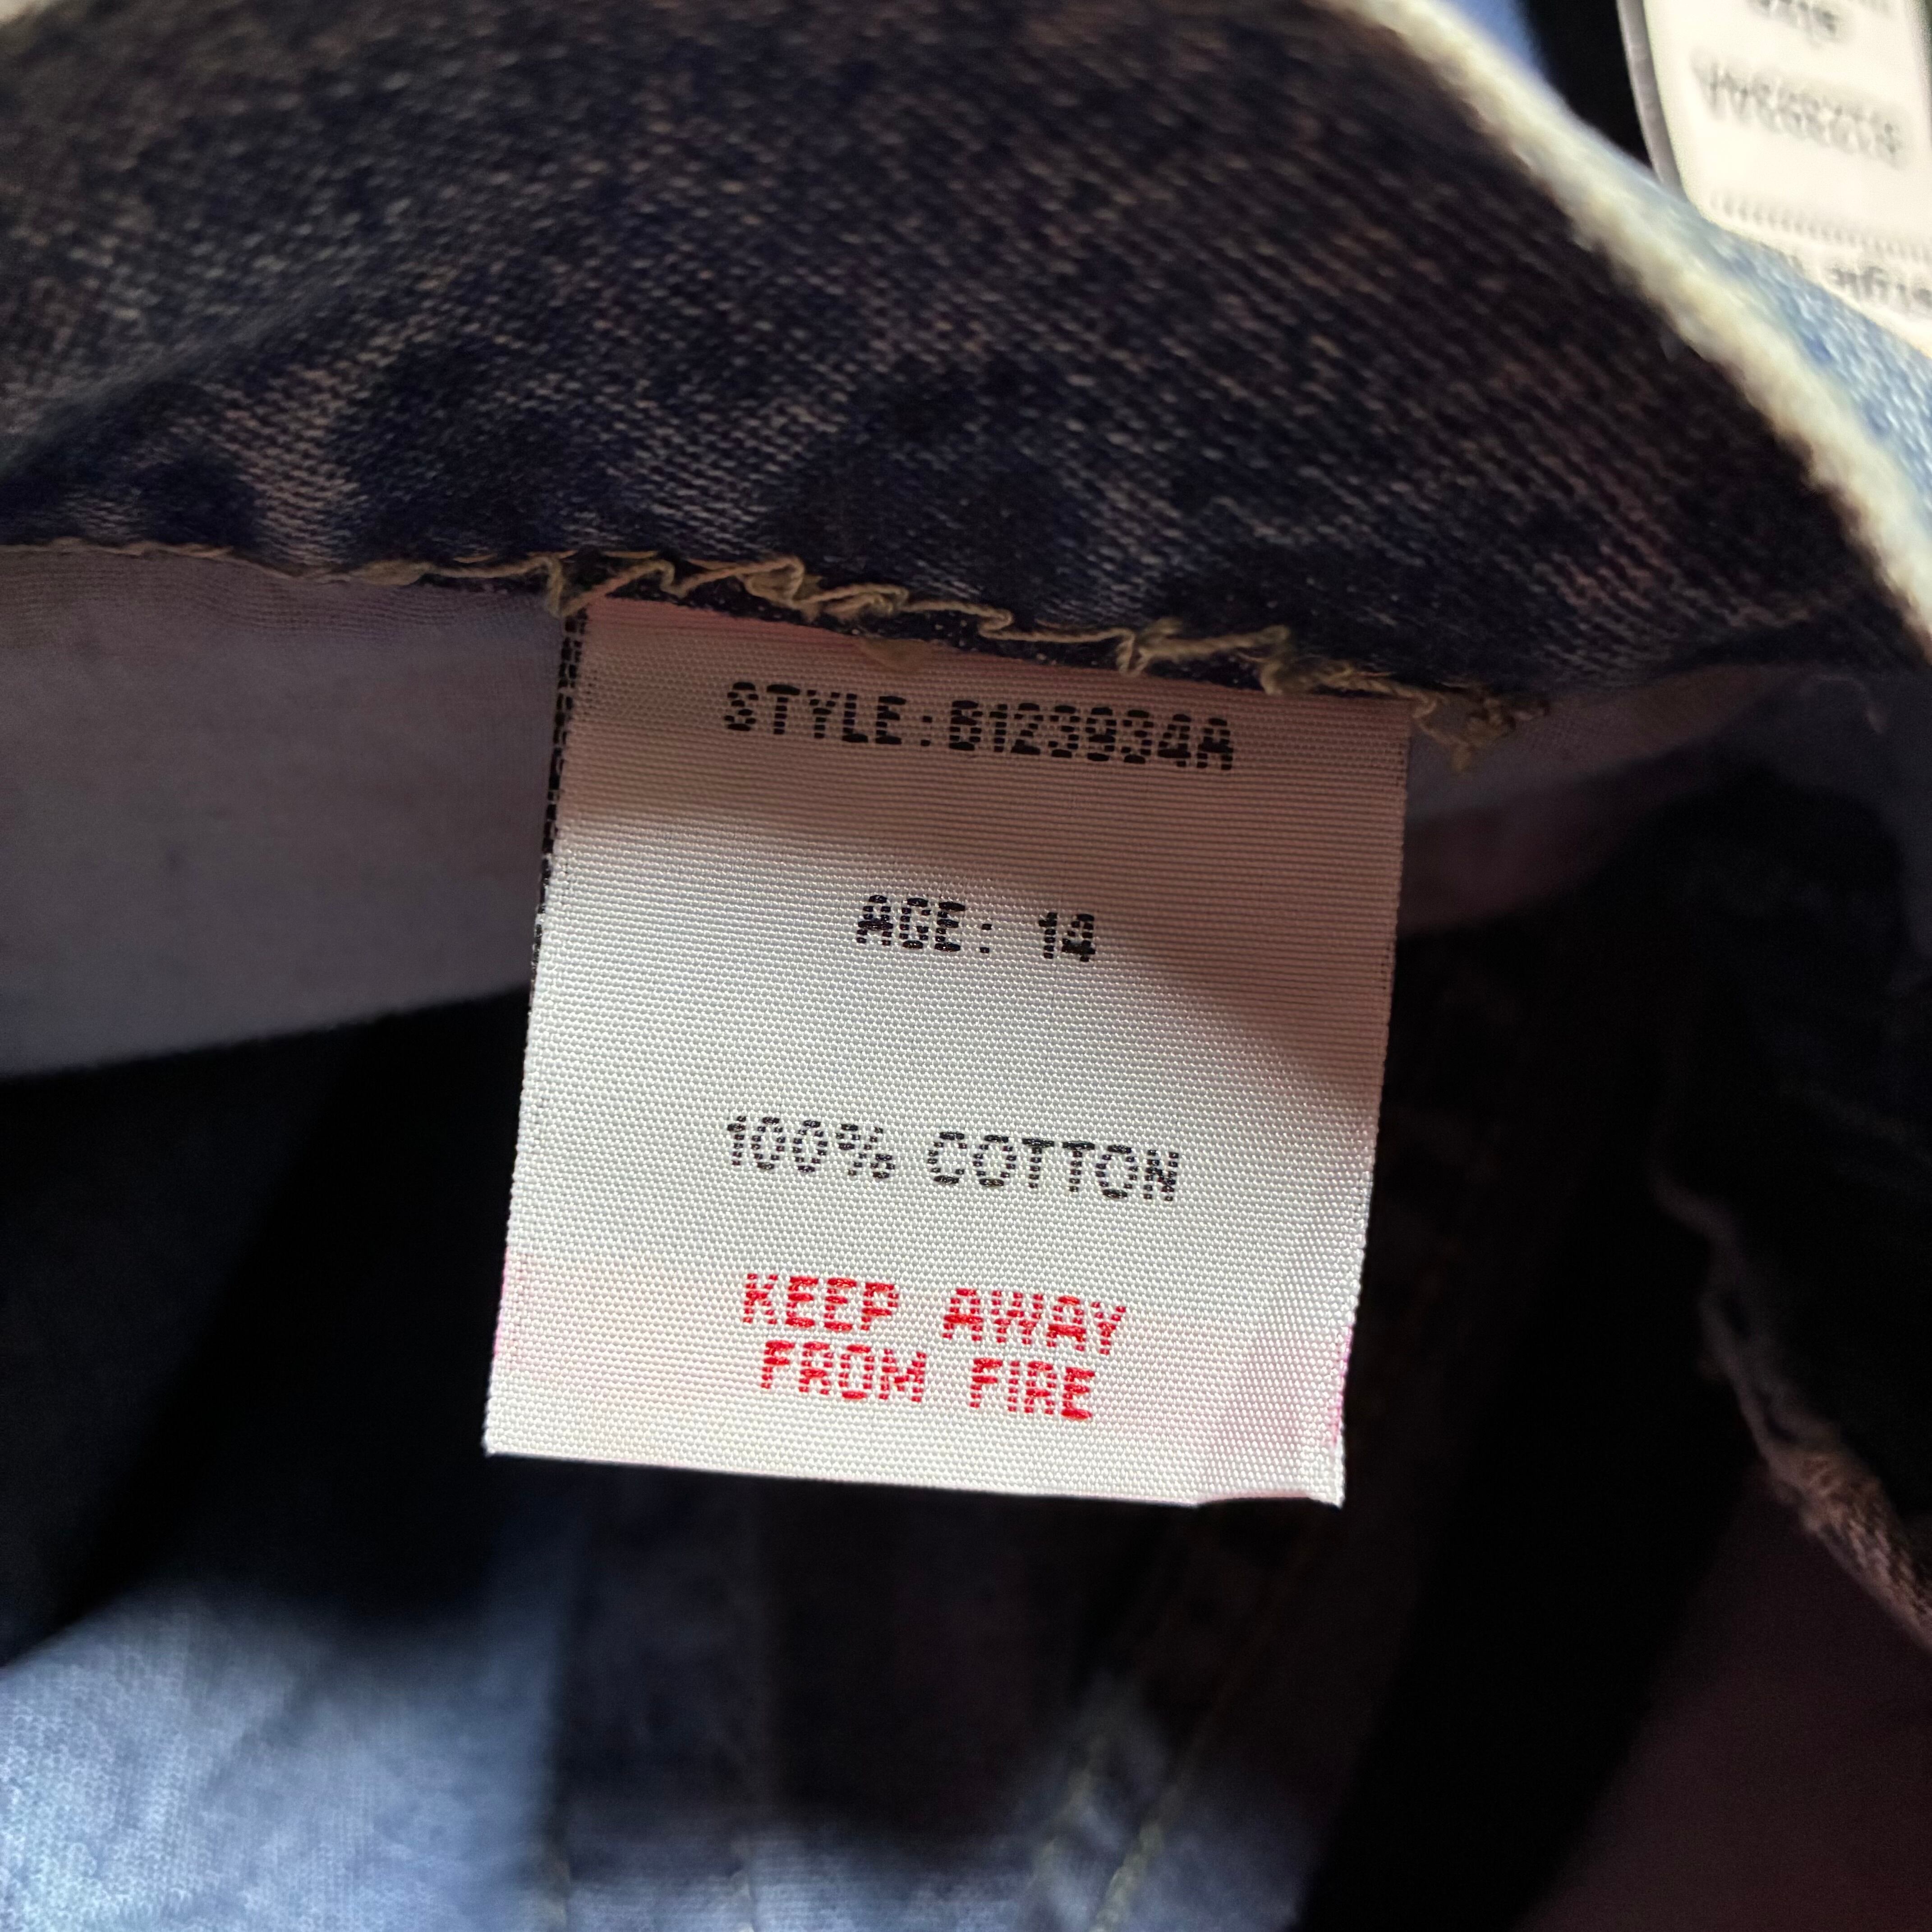 STYLE:B123934A
AGE: 14
100% COTTON
KEEP AWAY
FROM FIRE